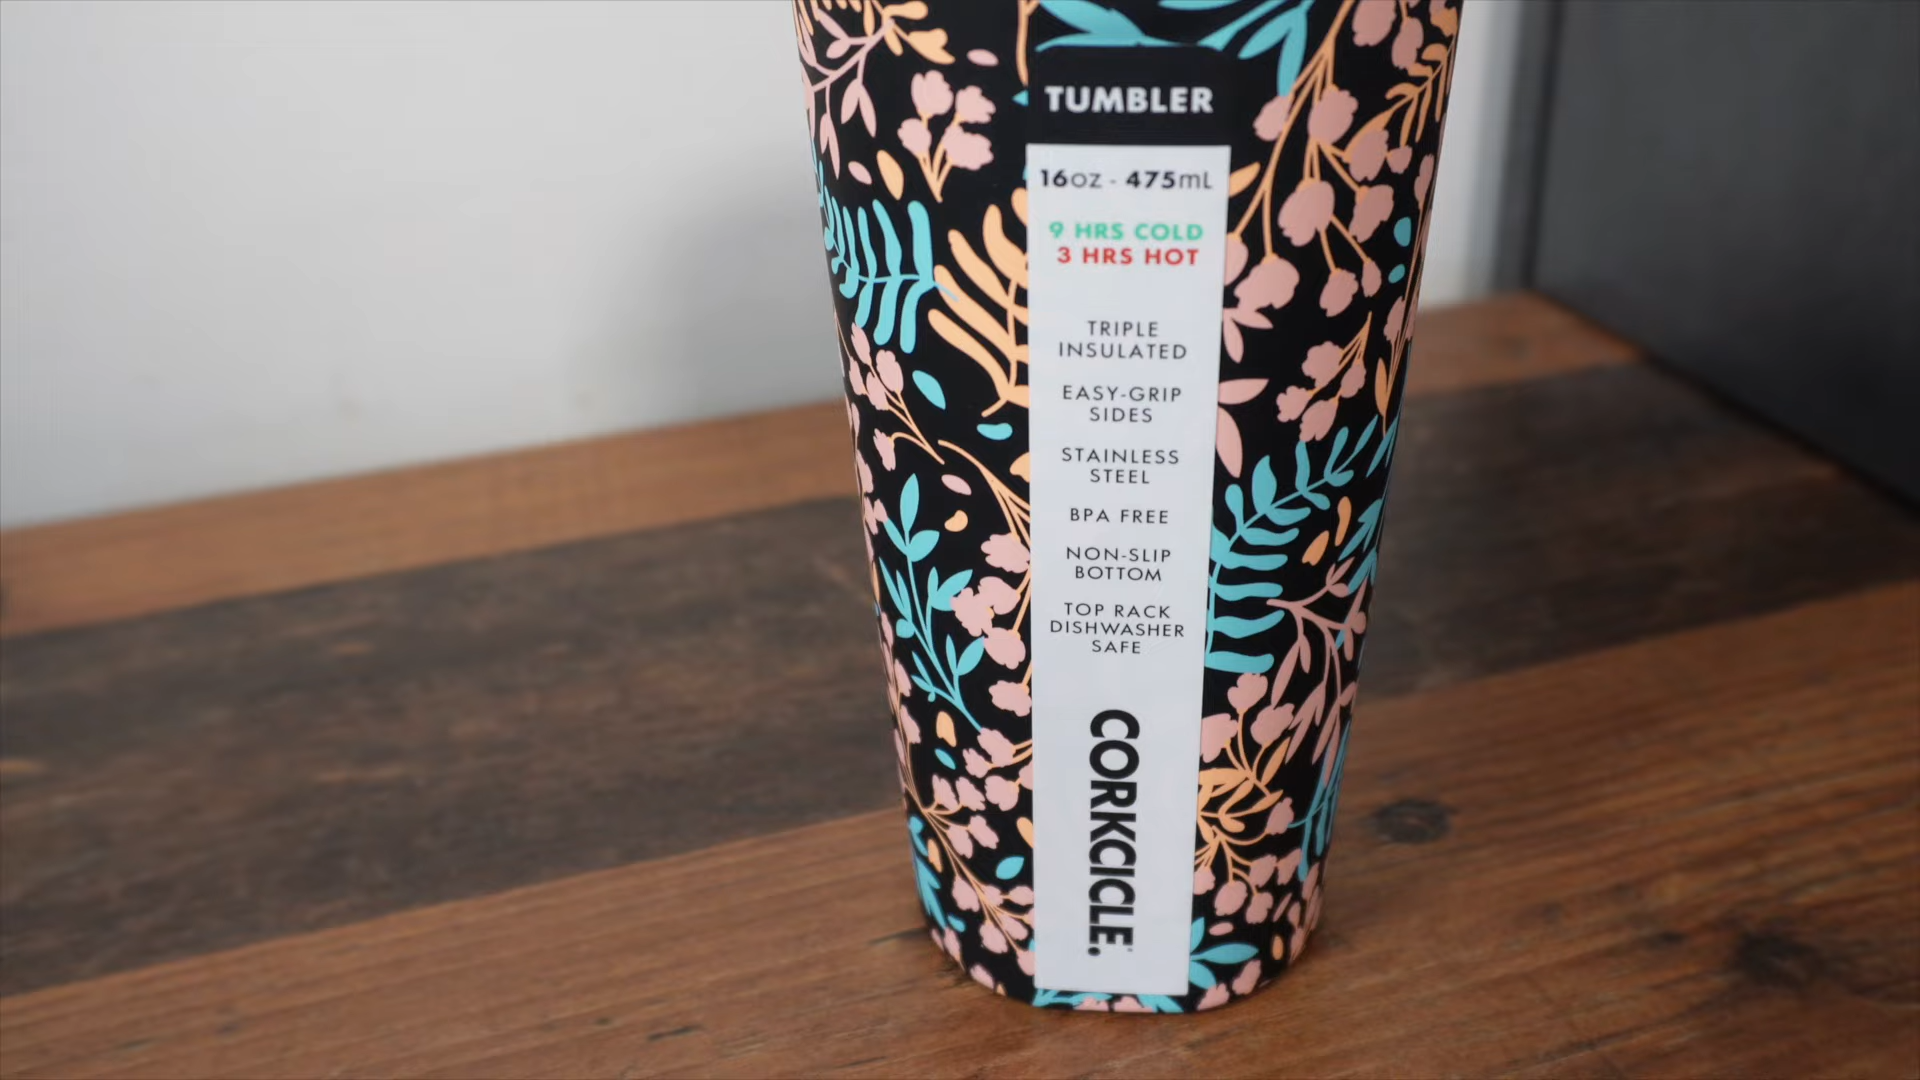 TUMBLER
16oz - 475mL
9 HRS COLD
3 HRS HOT
TRIPLE
INSULATED
EASY-GRIP
SIDES
STAINLESS
STEEL
BPA FREE
NON-SLIP
BOTTOM
TOP RACK
DISHWASHER
SAFE
CORKCICLE.